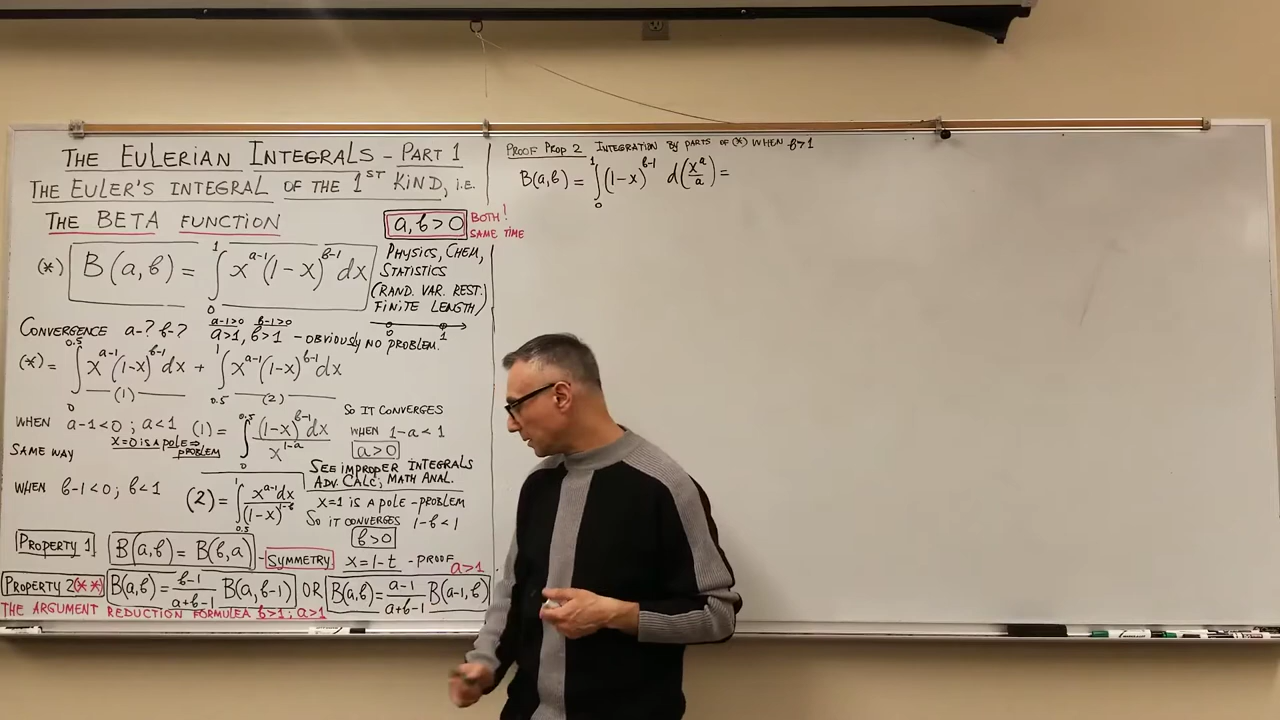 THE EULERIAN INTEGRALS - PART 1
THE EULER'S INTEGRAL OF THE 1ST KIND, i.E.
THE BETA FUNCTION
a,b>0 BOTH! SAME TIME
(*) B(a,b) = ∫₀¹ x^(a-1) (1-x)^(b-1) dx
PHYSICS, CHEM,
STATISTICS
(RAND. VAR. REST.
FINITE LENGTH)
0 1
CONVERGENCE a-? b-? a-1>0 b-1>0
a>1, b>1 - OBVIOUSLY NO PROBLEM.
(*) = ∫₀^0.5 x^(a-1) (1-x)^(b-1) dx + ∫_0.5^1 x^(a-1) (1-x)^(b-1) dx
(1) (2)
WHEN a-1<0 ; a<1 (1) = ∫₀^0.5 (1-x)^(b-1) dx / x^(1-a)
X=0 IS A POLE ⇒ PROBLEM
SO IT CONVERGES
WHEN 1-a<1
a>0
SAME WAY
WHEN b-1<0; b<1 (2) = ∫_0.5^1 x^(a-1) dx / (1-x)^(1-b)
SEE IMPROPER INTEGRALS
ADV. CALC; MATH ANAL.
X=1 IS A POLE - PROBLEM
SO IT CONVERGES 1-b<1
b>0
PROPERTY 1 B(a,b) = B(b,a) - SYMMETRY X=1-t - PROOF
a>1
PROPERTY 2(**) B(a,b) = (b-1)/(a+b-1) B(a,b-1) OR B(a,b) = (a-1)/(a+b-1) B(a-1,b)
THE ARGUMENT REDUCTION FORMULEA b>1; a>1
PROOF PROP 2 INTEGRATION BY PARTS OF (*) WHEN b>1
B(a,b) = ∫₀¹ (1-x)^(b-1) d(x^a/a) =